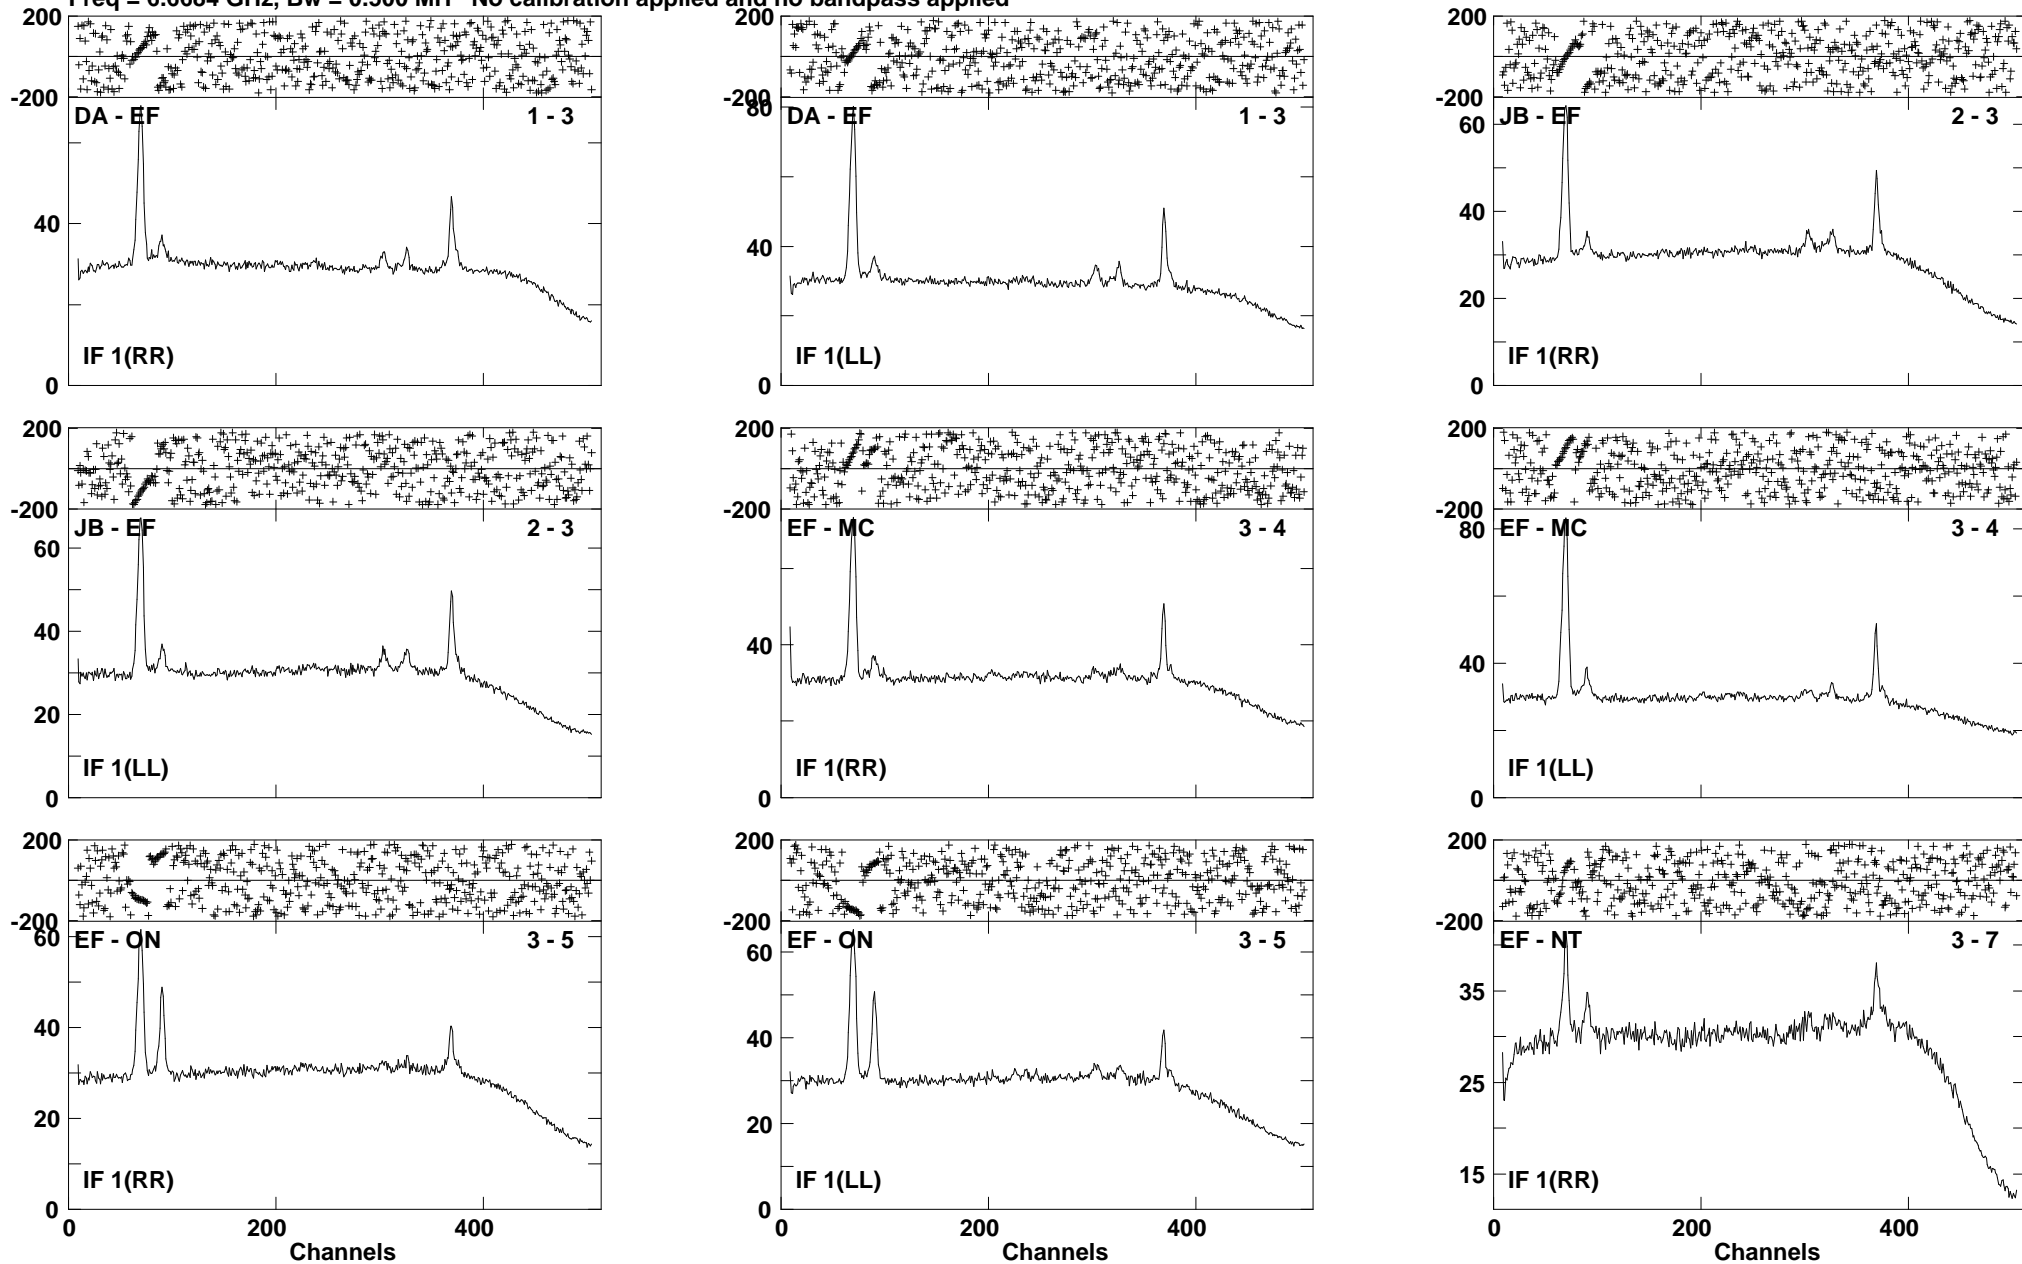 Freq = 6.6684 GHz, Bw = 0.500 MH No calibration applied and no bandpass applied
200 200 200
-200 -200 -200
DA - EF 1 - 3 80 DA - EF 1 - 3 JB - EF 2 - 3
60
40 40 40
20
IF 1(RR) IF 1(LL) IF 1(RR)
0 0 0
200 200 200
-200 -200 -200
JB - EF 2 - 3 EF - MC 3 - 4 EF - MC 3 - 4
60 80
40 40 40
20
IF 1(LL) IF 1(RR) IF 1(LL)
0 0 0
200 200 200
-200 -200 -200
60 EF - ON 3 - 5 EF - ON 3 - 5 EF - NT 3 - 7
60
40 40 35
20 20 25
15
IF 1(RR) IF 1(LL) IF 1(RR)
0 0
0 200 400 0 200 400 0 200 400
Channels Channels Channels